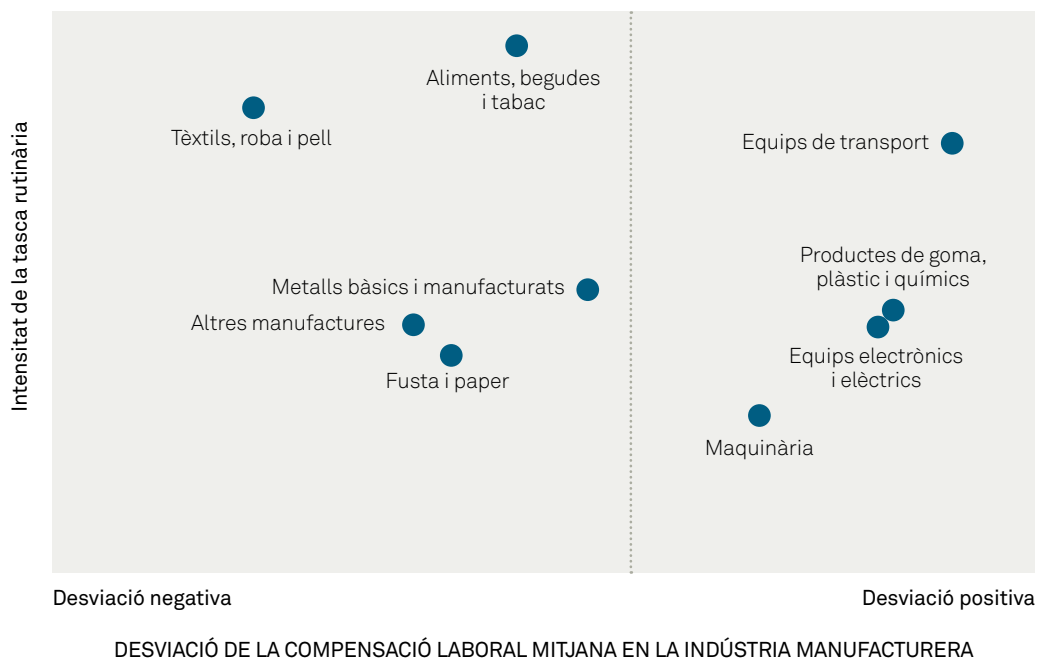 Aliments, begudes
i tabac
Tèxtils, roba i pell
Equips de transport
Productes de goma,
plàstic i químics
Metalls bàsics i manufacturats
Altres manufactures
Equips electrònics
i elèctrics
Fusta i paper
Maquinària
Intensitat de la tasca rutinària
Desviació negativa
Desviació positiva
DESVIACIÓ DE LA COMPENSACIÓ LABORAL MITJANA EN LA INDÚSTRIA MANUFACTURERA